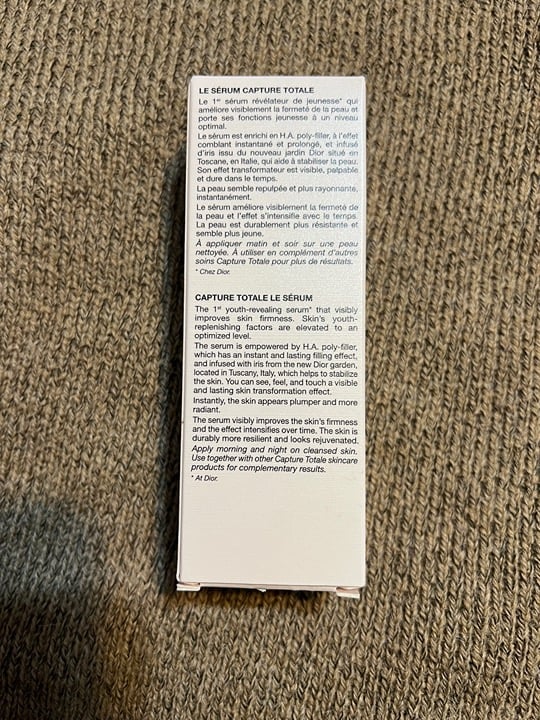 LE SÉRUM CAPTURE TOTALE
Le 1er sérum révélateur de jeunesse* qui
améliore visiblement la fermeté de la peau et
porte ses fonctions jeunesse à un niveau
optimal.
Le sérum est enrichi en H.A. poly-filler, à l'effet
comblant instantané et prolongé, et infusé
d'iris issu du nouveau jardin Dior situé en
Toscane, en Italie, qui aide à stabiliser la peau.
Son effet transformateur est visible, palpable
et dure dans le temps.
La peau semble repulpée et plus rayonnante,
instantanément.
Le sérum améliore visiblement la fermeté de
la peau et l'effet s'intensifie avec le temps.
La peau est durablement plus résistante et
semble plus jeune.
À appliquer matin et soir sur une peau
nettoyée. À utiliser en complément d'autres
soins Capture Totale pour plus de résultats.
* Chez Dior.
CAPTURE TOTALE LE SÉRUM
The 1st youth-revealing serum* that visibly
improves skin firmness. Skin's youth-
replenishing factors are elevated to an
optimized level.
The serum is empowered by H.A. poly-filler,
which has an instant and lasting filling effect,
and infused with iris from the new Dior garden,
located in Tuscany, Italy, which helps to stabilize
the skin. You can see, feel, and touch a visible
and lasting skin transformation effect.
Instantly, the skin appears plumper and more
radiant.
The serum visibly improves the skin's firmness
and the effect intensifies over time. The skin is
durably more resilient and looks rejuvenated.
Apply morning and night on cleansed skin.
Use together with other Capture Totale skincare
products for complementary results.
* At Dior.